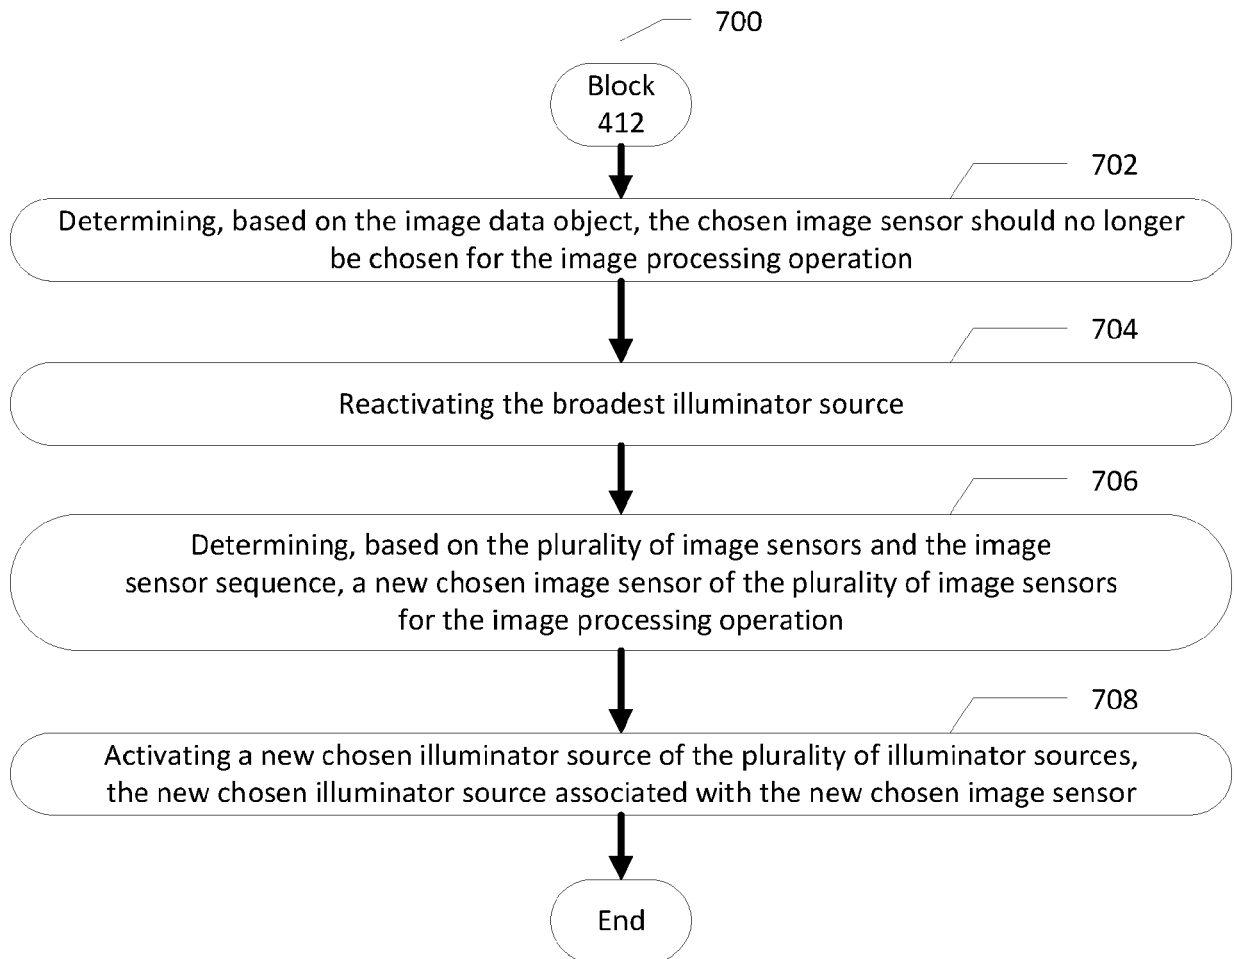 700
Block
412
702
Determining, based on the image data object, the chosen image sensor should no longer
be chosen for the image processing operation
704
Reactivating the broadest illuminator source
706
Determining, based on the plurality of image sensors and the image
sensor sequence, a new chosen image sensor of the plurality of image sensors
for the image processing operation
708
Activating a new chosen illuminator source of the plurality of illuminator sources,
the new chosen illuminator source associated with the new chosen image sensor
End